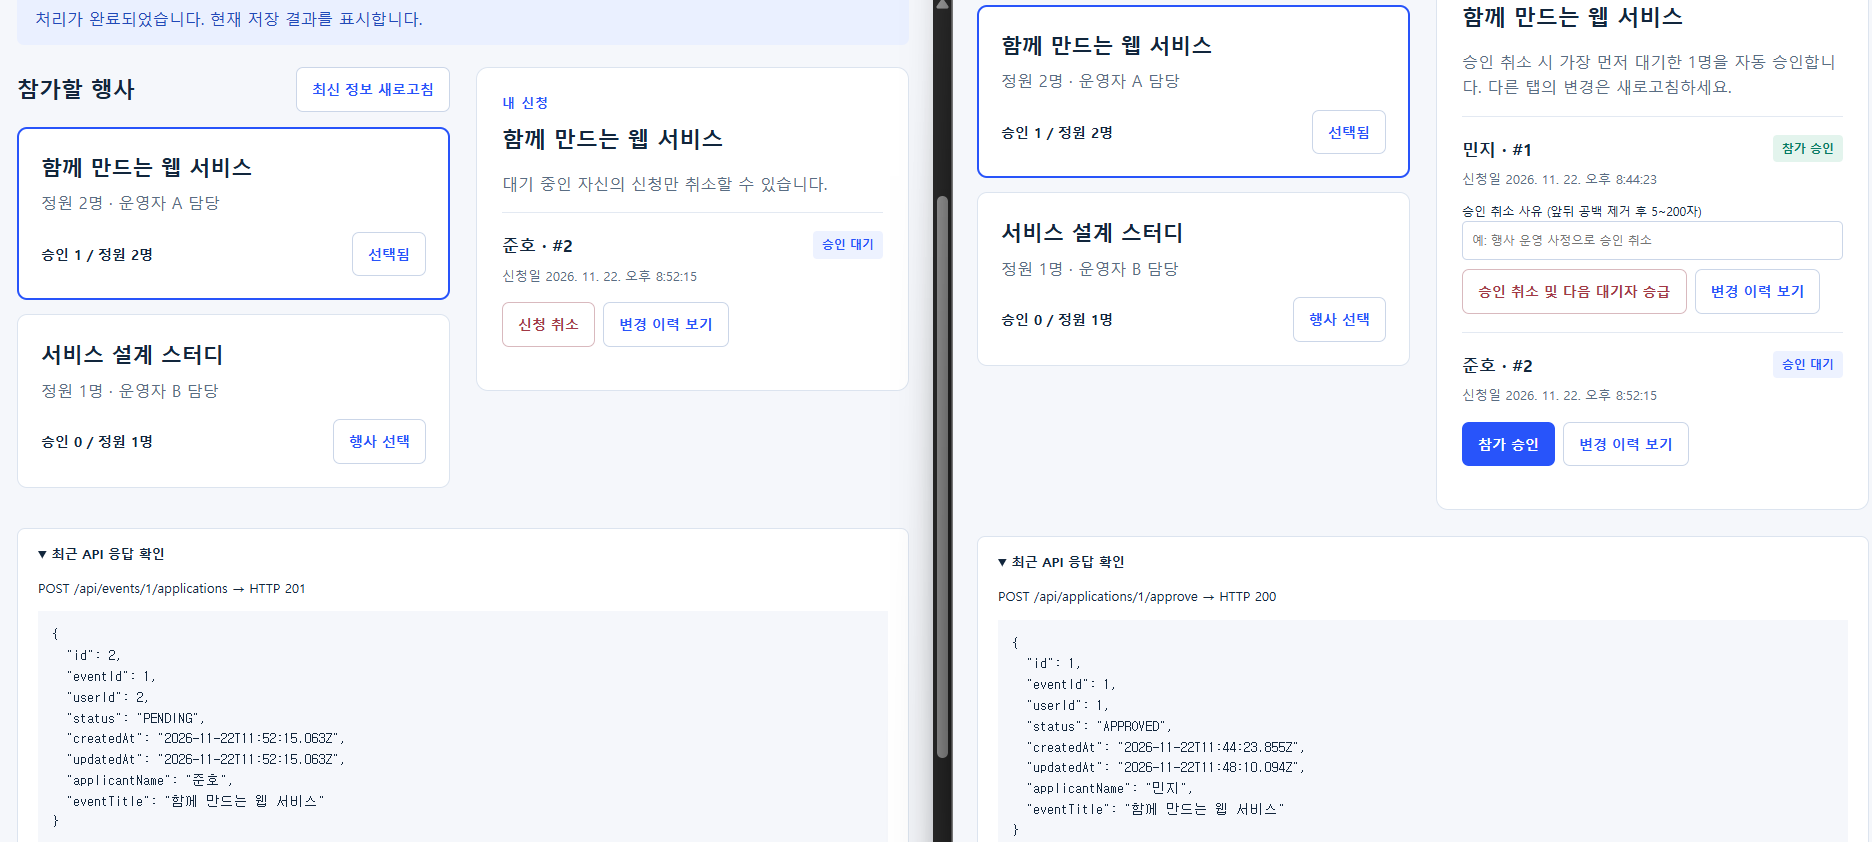 처리가 완료되었습니다. 현재 저장 결과를 표시합니다.
참가할 행사
최신 정보 새로고침
함께 만드는 웹 서비스
정원 2명 · 운영자 A 담당
승인 1 / 정원 2명
선택됨
서비스 설계 스터디
정원 1명 · 운영자 B 담당
승인 0 / 정원 1명
행사 선택
내 신청
함께 만드는 웹 서비스
대기 중인 자신의 신청만 취소할 수 있습니다.
준호 · #2
승인 대기
신청일 2026. 11. 22. 오후 8:52:15
신청 취소
변경 이력 보기
▼ 최근 API 응답 확인
POST /api/events/1/applications → HTTP 201
{
"id": 2,
"eventId": 1,
"userId": 2,
"status": "PENDING",
"createdAt": "2026-11-22T11:52:15.063Z",
"updatedAt": "2026-11-22T11:52:15.063Z",
"applicantName": "준호",
"eventTitle": "함께 만드는 웹 서비스"
}
함께 만드는 웹 서비스
정원 2명 · 운영자 A 담당
승인 1 / 정원 2명
선택됨
서비스 설계 스터디
정원 1명 · 운영자 B 담당
승인 0 / 정원 1명
행사 선택
함께 만드는 웹 서비스
승인 취소 시 가장 먼저 대기한 1명을 자동 승인합니
다. 다른 탭의 변경은 새로고침하세요.
민지 · #1
참가 승인
신청일 2026. 11. 22. 오후 8:44:23
승인 취소 사유 (앞뒤 공백 제거 후 5~200자)
예: 행사 운영 사정으로 승인 취소
승인 취소 및 다음 대기자 승급
변경 이력 보기
준호 · #2
승인 대기
신청일 2026. 11. 22. 오후 8:52:15
참가 승인
변경 이력 보기
▼ 최근 API 응답 확인
POST /api/applications/1/approve → HTTP 200
{
"id": 1,
"eventId": 1,
"userId": 1,
"status": "APPROVED",
"createdAt": "2026-11-22T11:44:23.855Z",
"updatedAt": "2026-11-22T11:48:10.094Z",
"applicantName": "민지",
"eventTitle": "함께 만드는 웹 서비스"
}